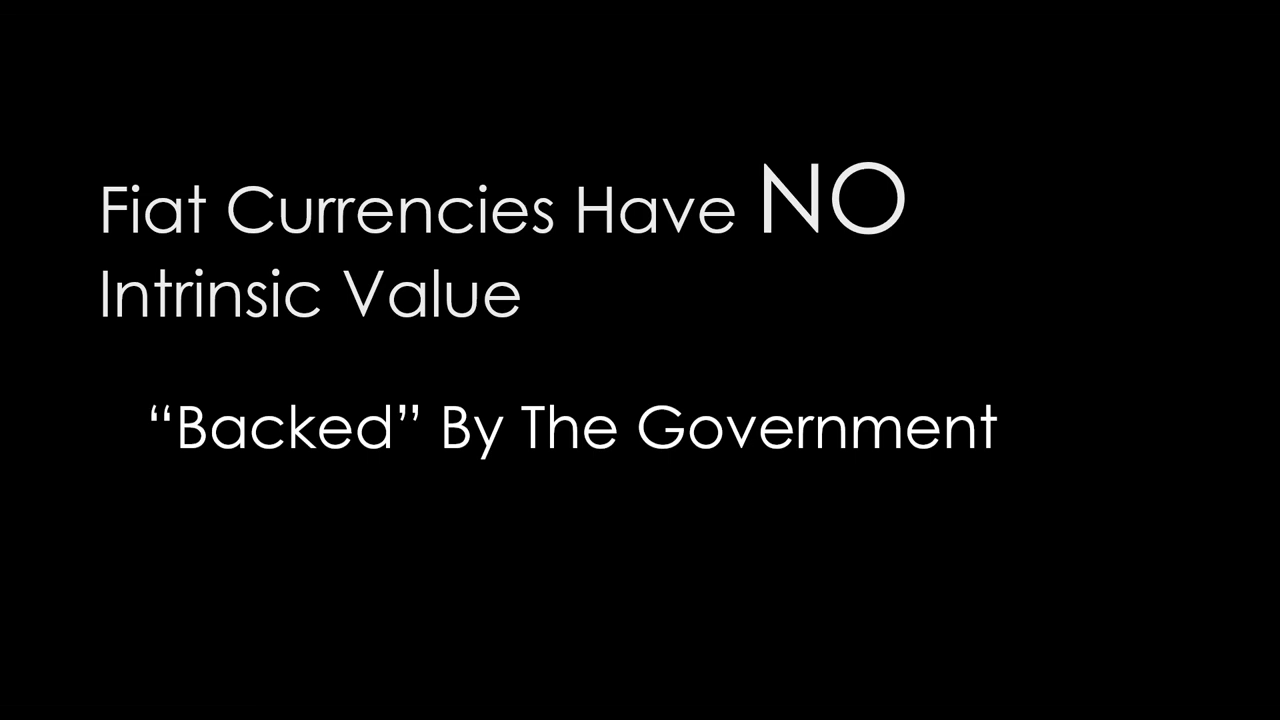 Fiat Currencies Have NO
Intrinsic Value
“Backed” By The Government